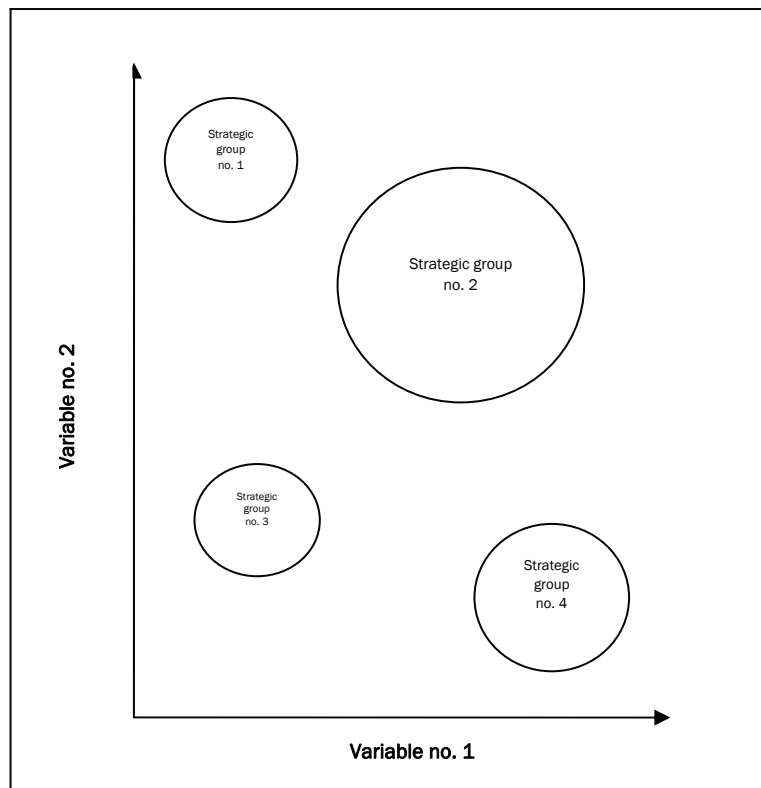 Strategic
group
no. 1
Strategic group
no. 2
Variable no. 2
Strategic
group
no. 3
Strategic
group
no. 4
Variable no. 1